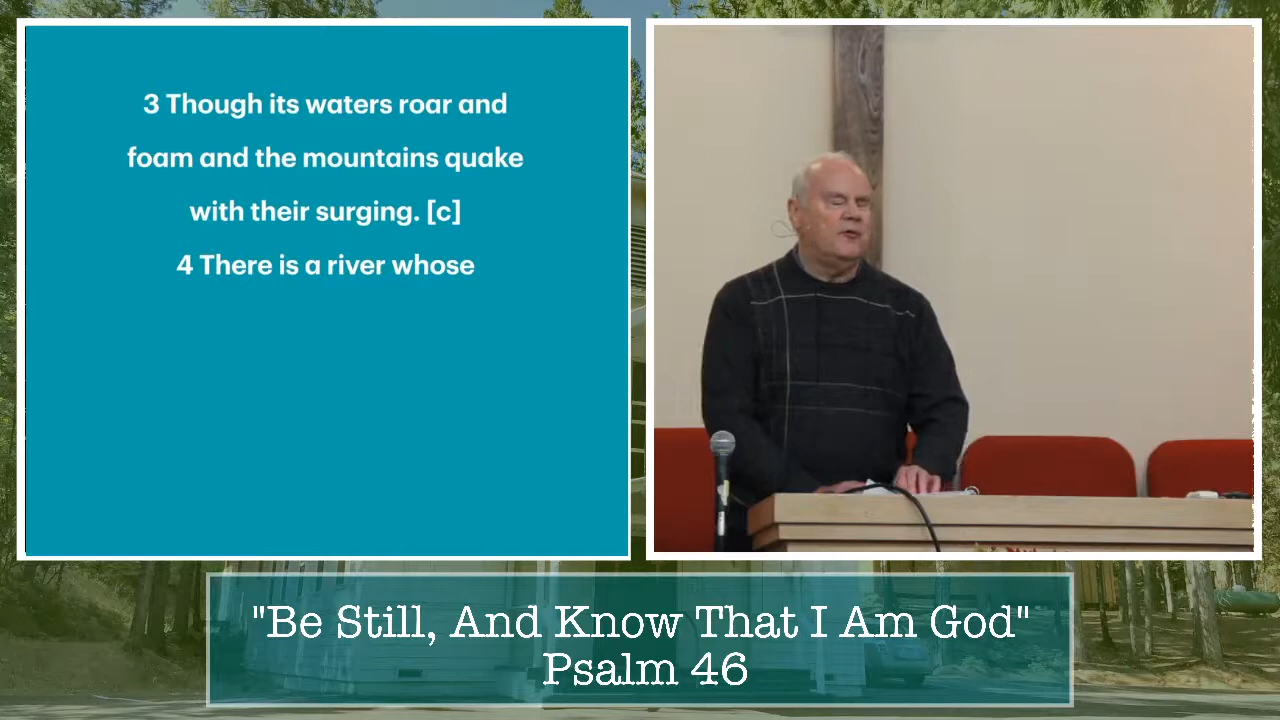 3 Though its waters roar and
foam and the mountains quake
with their surging. [c]
4 There is a river whose
"Be Still, And Know That I Am God"
Psalm 46